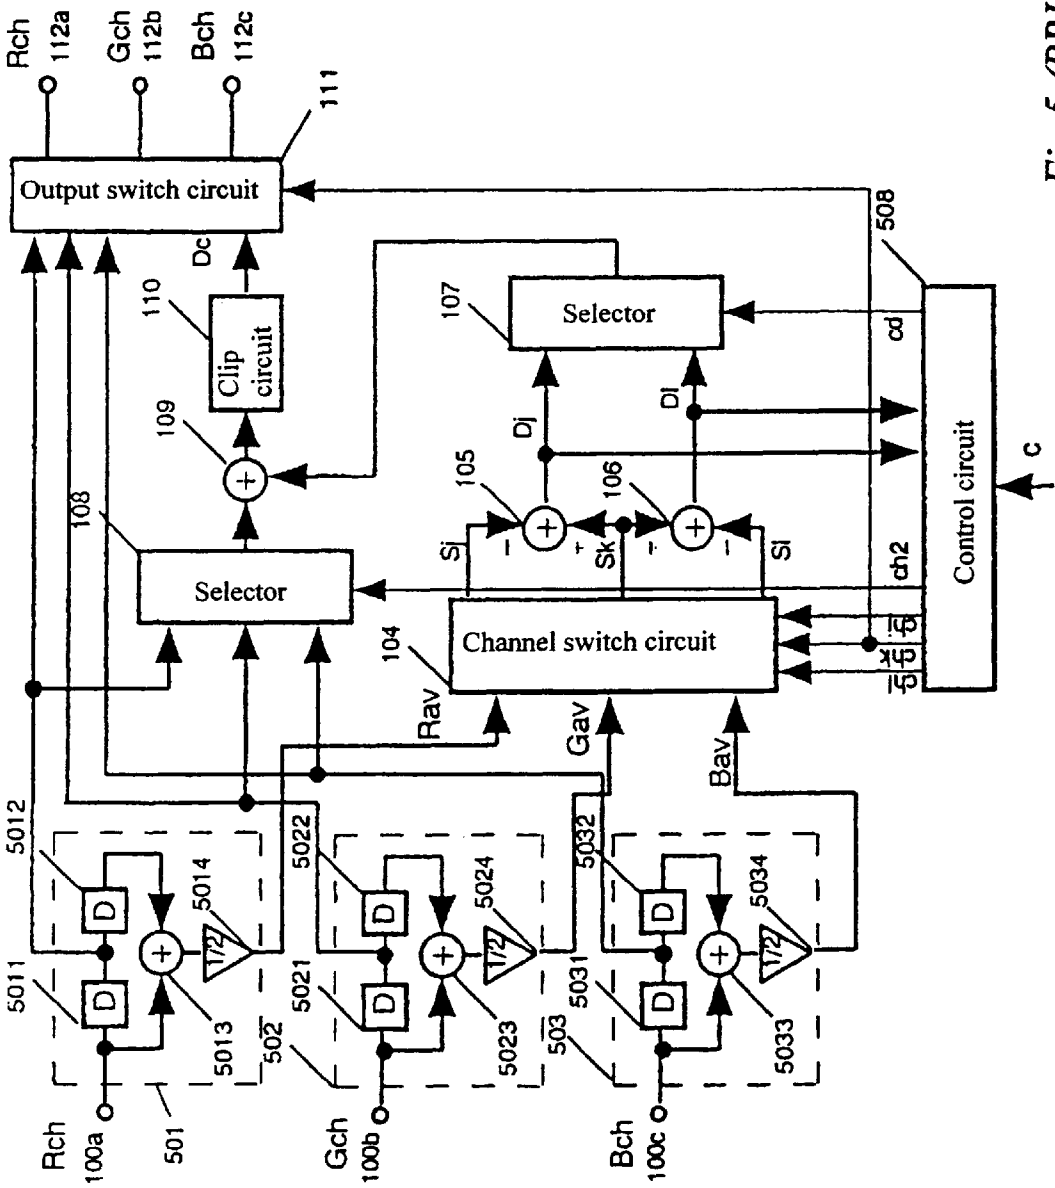 Rch
112a
Gch
112b
Bch
112c
111
Output switch circuit
Dc
110
Clip
circuit
109
+
108
Selector
107
Selector
Dj
Dl
105
106
+
+
Sj
Sk
Sl
−
+
+
−
104
Channel switch circuit
Rav
Gav
Bav
508
Control circuit
cd
ch2
chj
chk
chl
C
Rch
100a
501
5011
D
5012
D
5013
+
5014
1/2
Gch
100b
502
5021
D
5022
D
5023
+
5024
1/2
Bch
100c
503
5031
D
5032
D
5033
+
5034
1/2